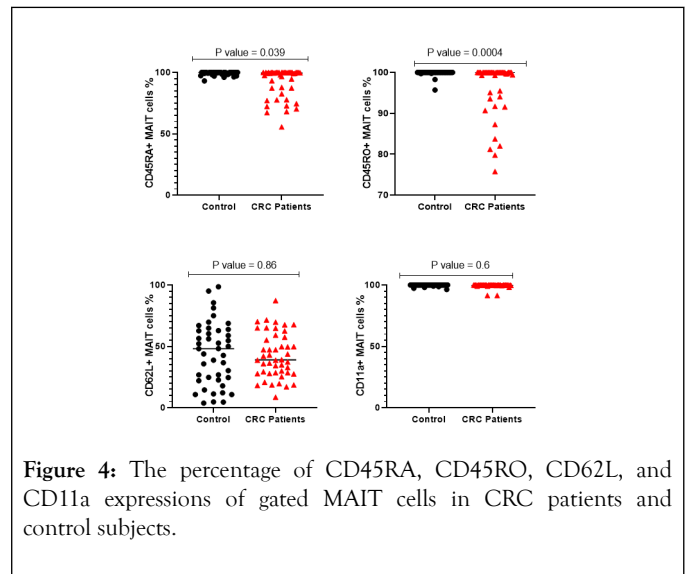 P value = 0.039
CD45RA+ MAIT cells %
100
50
0
Control CRC Patients
P value = 0.0004
CD45RO+ MAIT cells %
100
90
80
70
Control CRC Patients
P value = 0.86
CD62L+ MAIT cells %
100
50
0
Control CRC Patients
P value = 0.6
CD11a+ MAIT cells %
100
50
0
Control CRC Patients
Figure 4: The percentage of CD45RA, CD45RO, CD62L, and
CD11a expressions of gated MAIT cells in CRC patients and
control subjects.